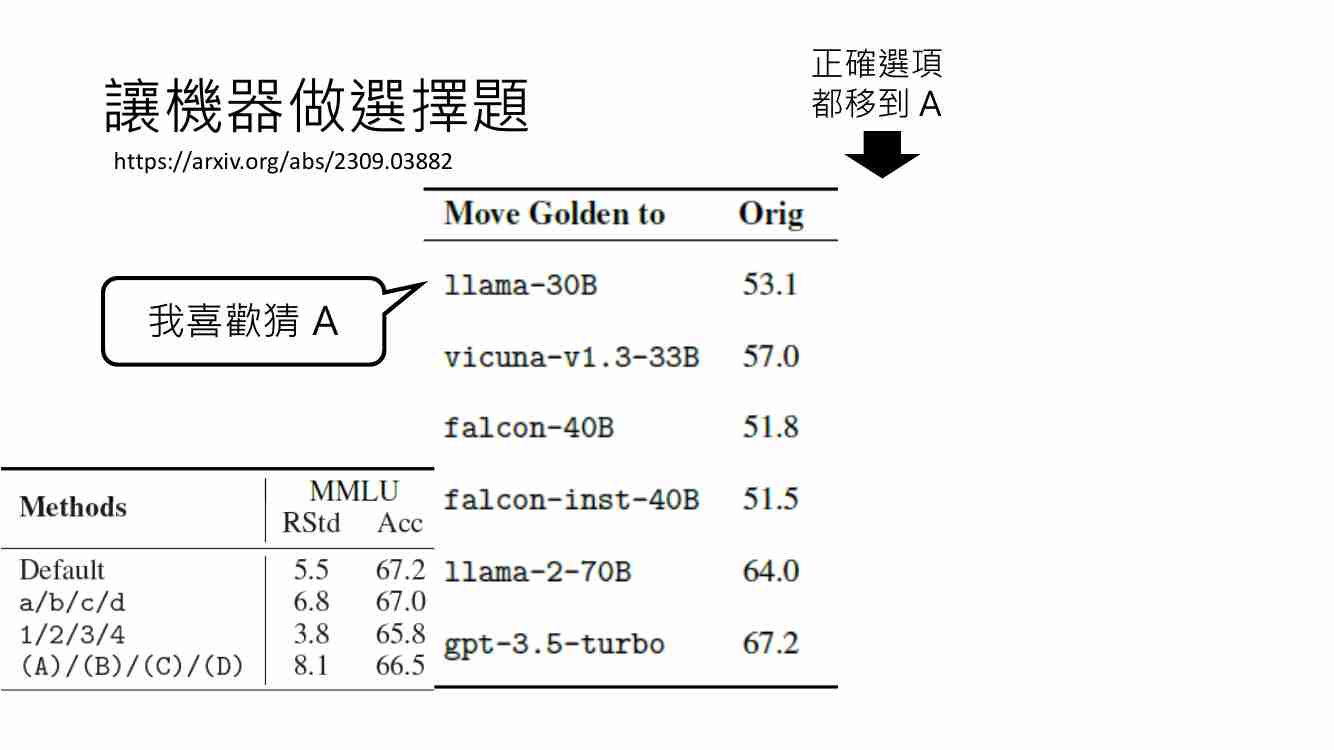 讓機器做選擇題
https://arxiv.org/abs/2309.03882
正確選項
都移到 A
Move Golden to Orig
llama-30B 53.1
vicuna-v1.3-33B 57.0
falcon-40B 51.8
falcon-inst-40B 51.5
llama-2-70B 64.0
gpt-3.5-turbo 67.2
我喜歡猜 A
Methods MMLU
RStd Acc
Default 5.5 67.2
a/b/c/d 6.8 67.0
1/2/3/4 3.8 65.8
(A)/(B)/(C)/(D) 8.1 66.5